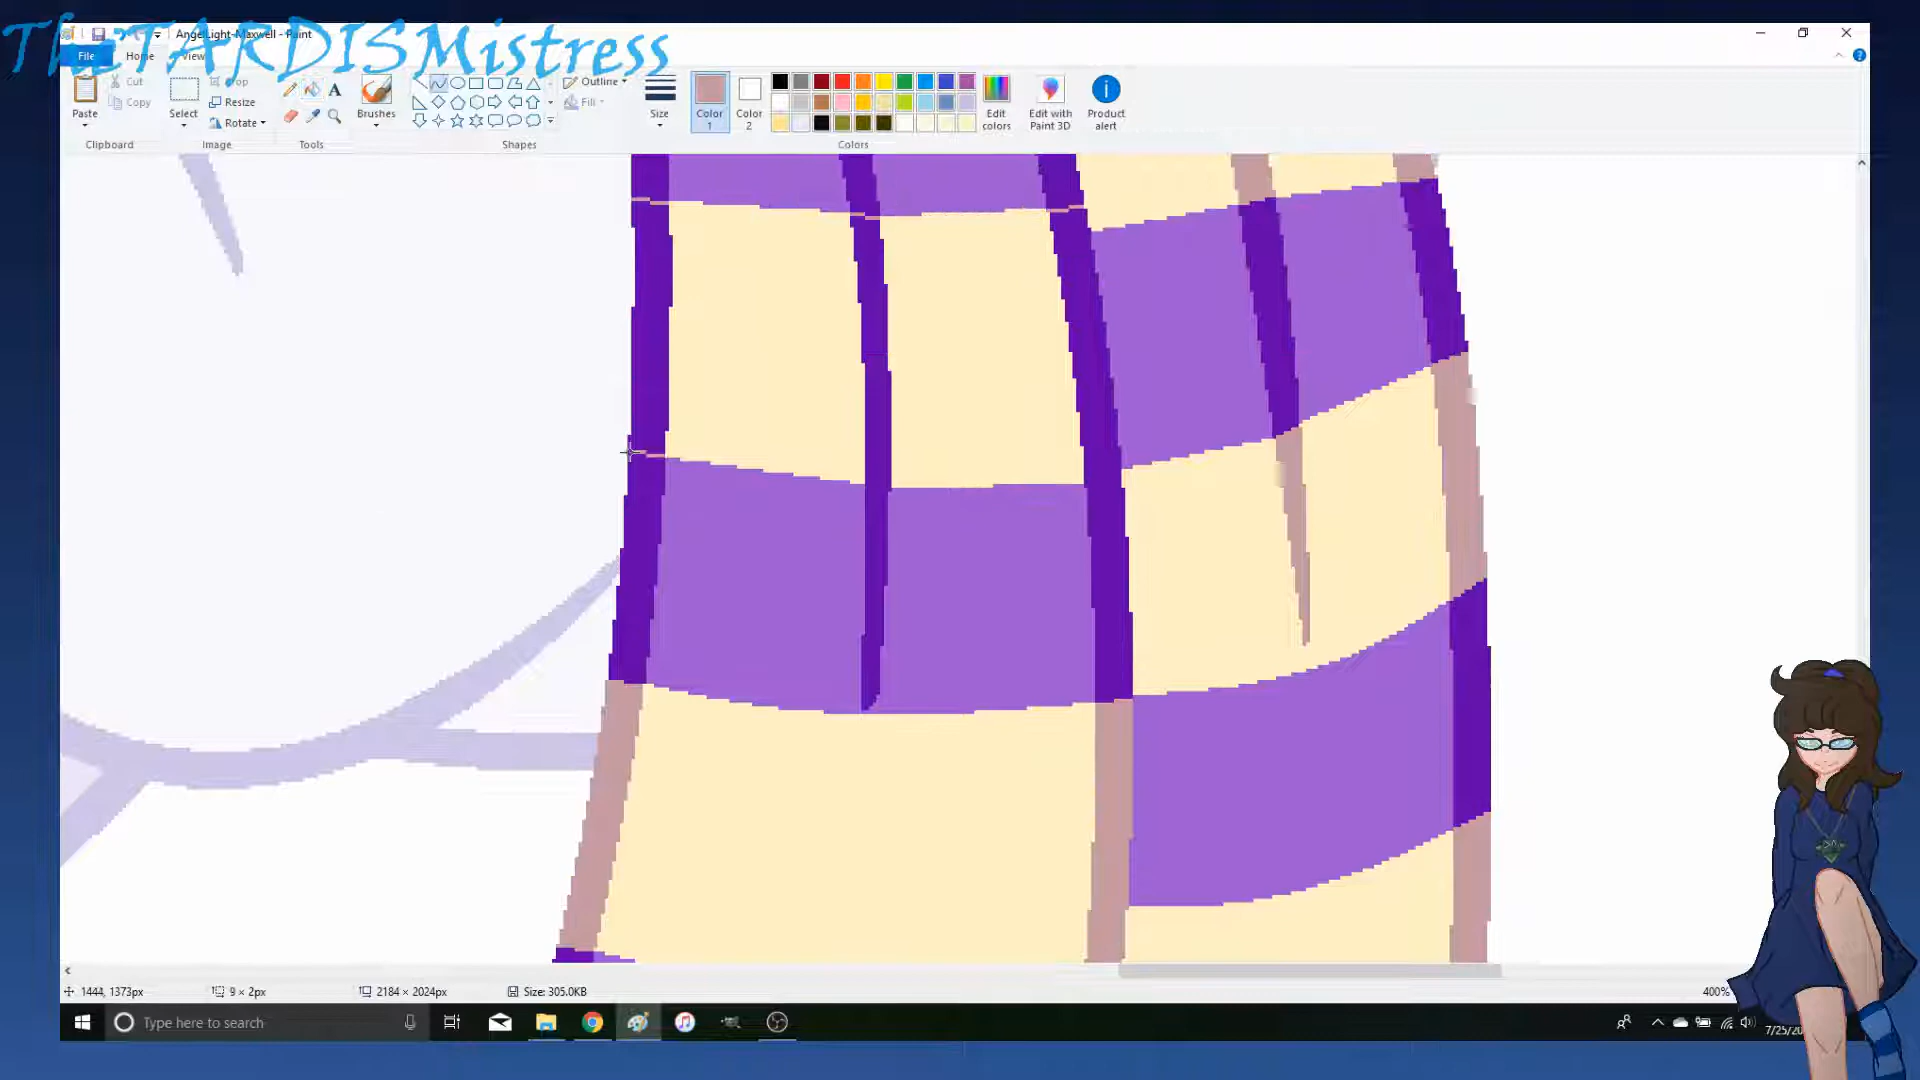 TheTARDISMistress
AngelLight-Maxwell - Paint
File Home View
Paste
Cut
Copy
Clipboard
Select
Crop
Resize
Rotate
Image
A
Tools
Brushes
Outline
Fill
Shapes
Size
Color 1
Color 2
Edit colors
Edit with Paint 3D
Product alert
Colors
1444, 1373px 9 × 2px 2184 × 2024px Size: 305.0KB 400%
Type here to search